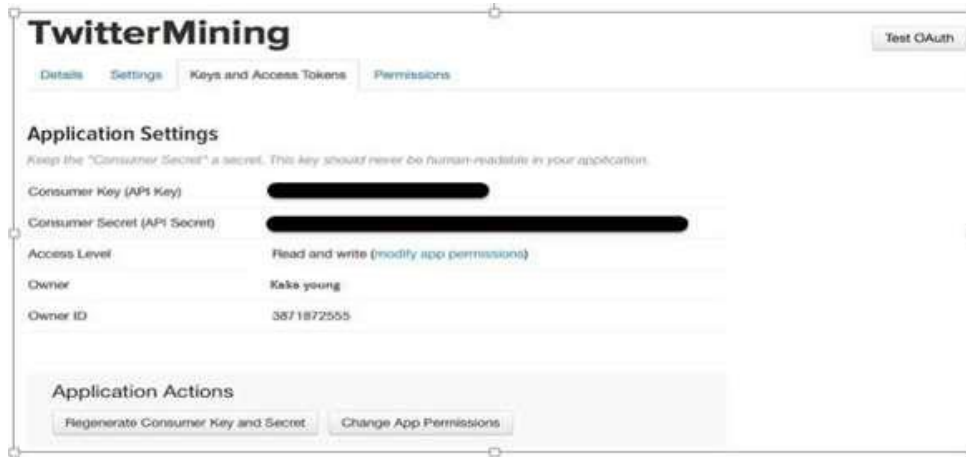 TwitterMining
Test OAuth
Details Settings Keys and Access Tokens Permissions
Application Settings
Keep the "Consumer Secret" a secret. This key should never be human-readable in your application.
Consumer Key (API Key)
Consumer Secret (API Secret)
Access Level Read and write (modify app permissions)
Owner Kake young
Owner ID 3871872555
Application Actions
Regenerate Consumer Key and Secret Change App Permissions